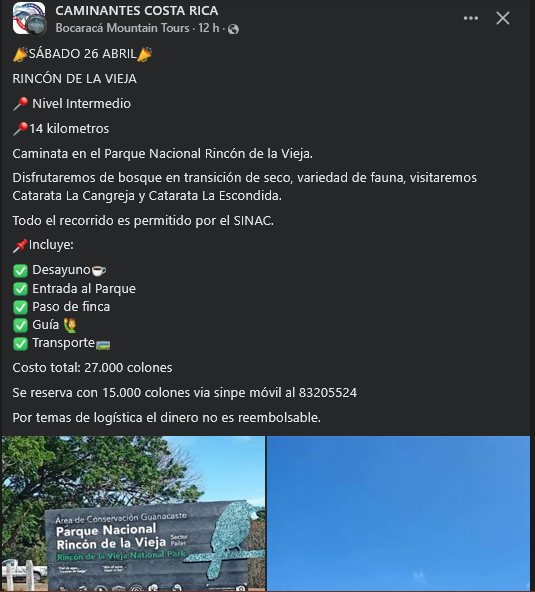 CAMINANTES COSTA RICA
Bocaracá Mountain Tours · 12 h ·
🎉SÁBADO 26 ABRIL🎉
RINCÓN DE LA VIEJA
📍 Nivel Intermedio
📍14 kilometros
Caminata en el Parque Nacional Rincón de la Vieja.
Disfrutaremos de bosque en transición de seco, variedad de fauna, visitaremos
Catarata La Cangreja y Catarata La Escondida.
Todo el recorrido es permitido por el SINAC.
📌Incluye:
✅ Desayuno☕
✅ Entrada al Parque
✅ Paso de finca
✅ Guía 🙋
✅ Transporte🚌
Costo total: 27.000 colones
Se reserva con 15.000 colones via sinpe móvil al 83205524
Por temas de logística el dinero no es reembolsable.
Área de Conservación Guanacaste
Parque Nacional
Rincón de la Vieja
Sector
Pailas
Rincón de la Vieja National Park